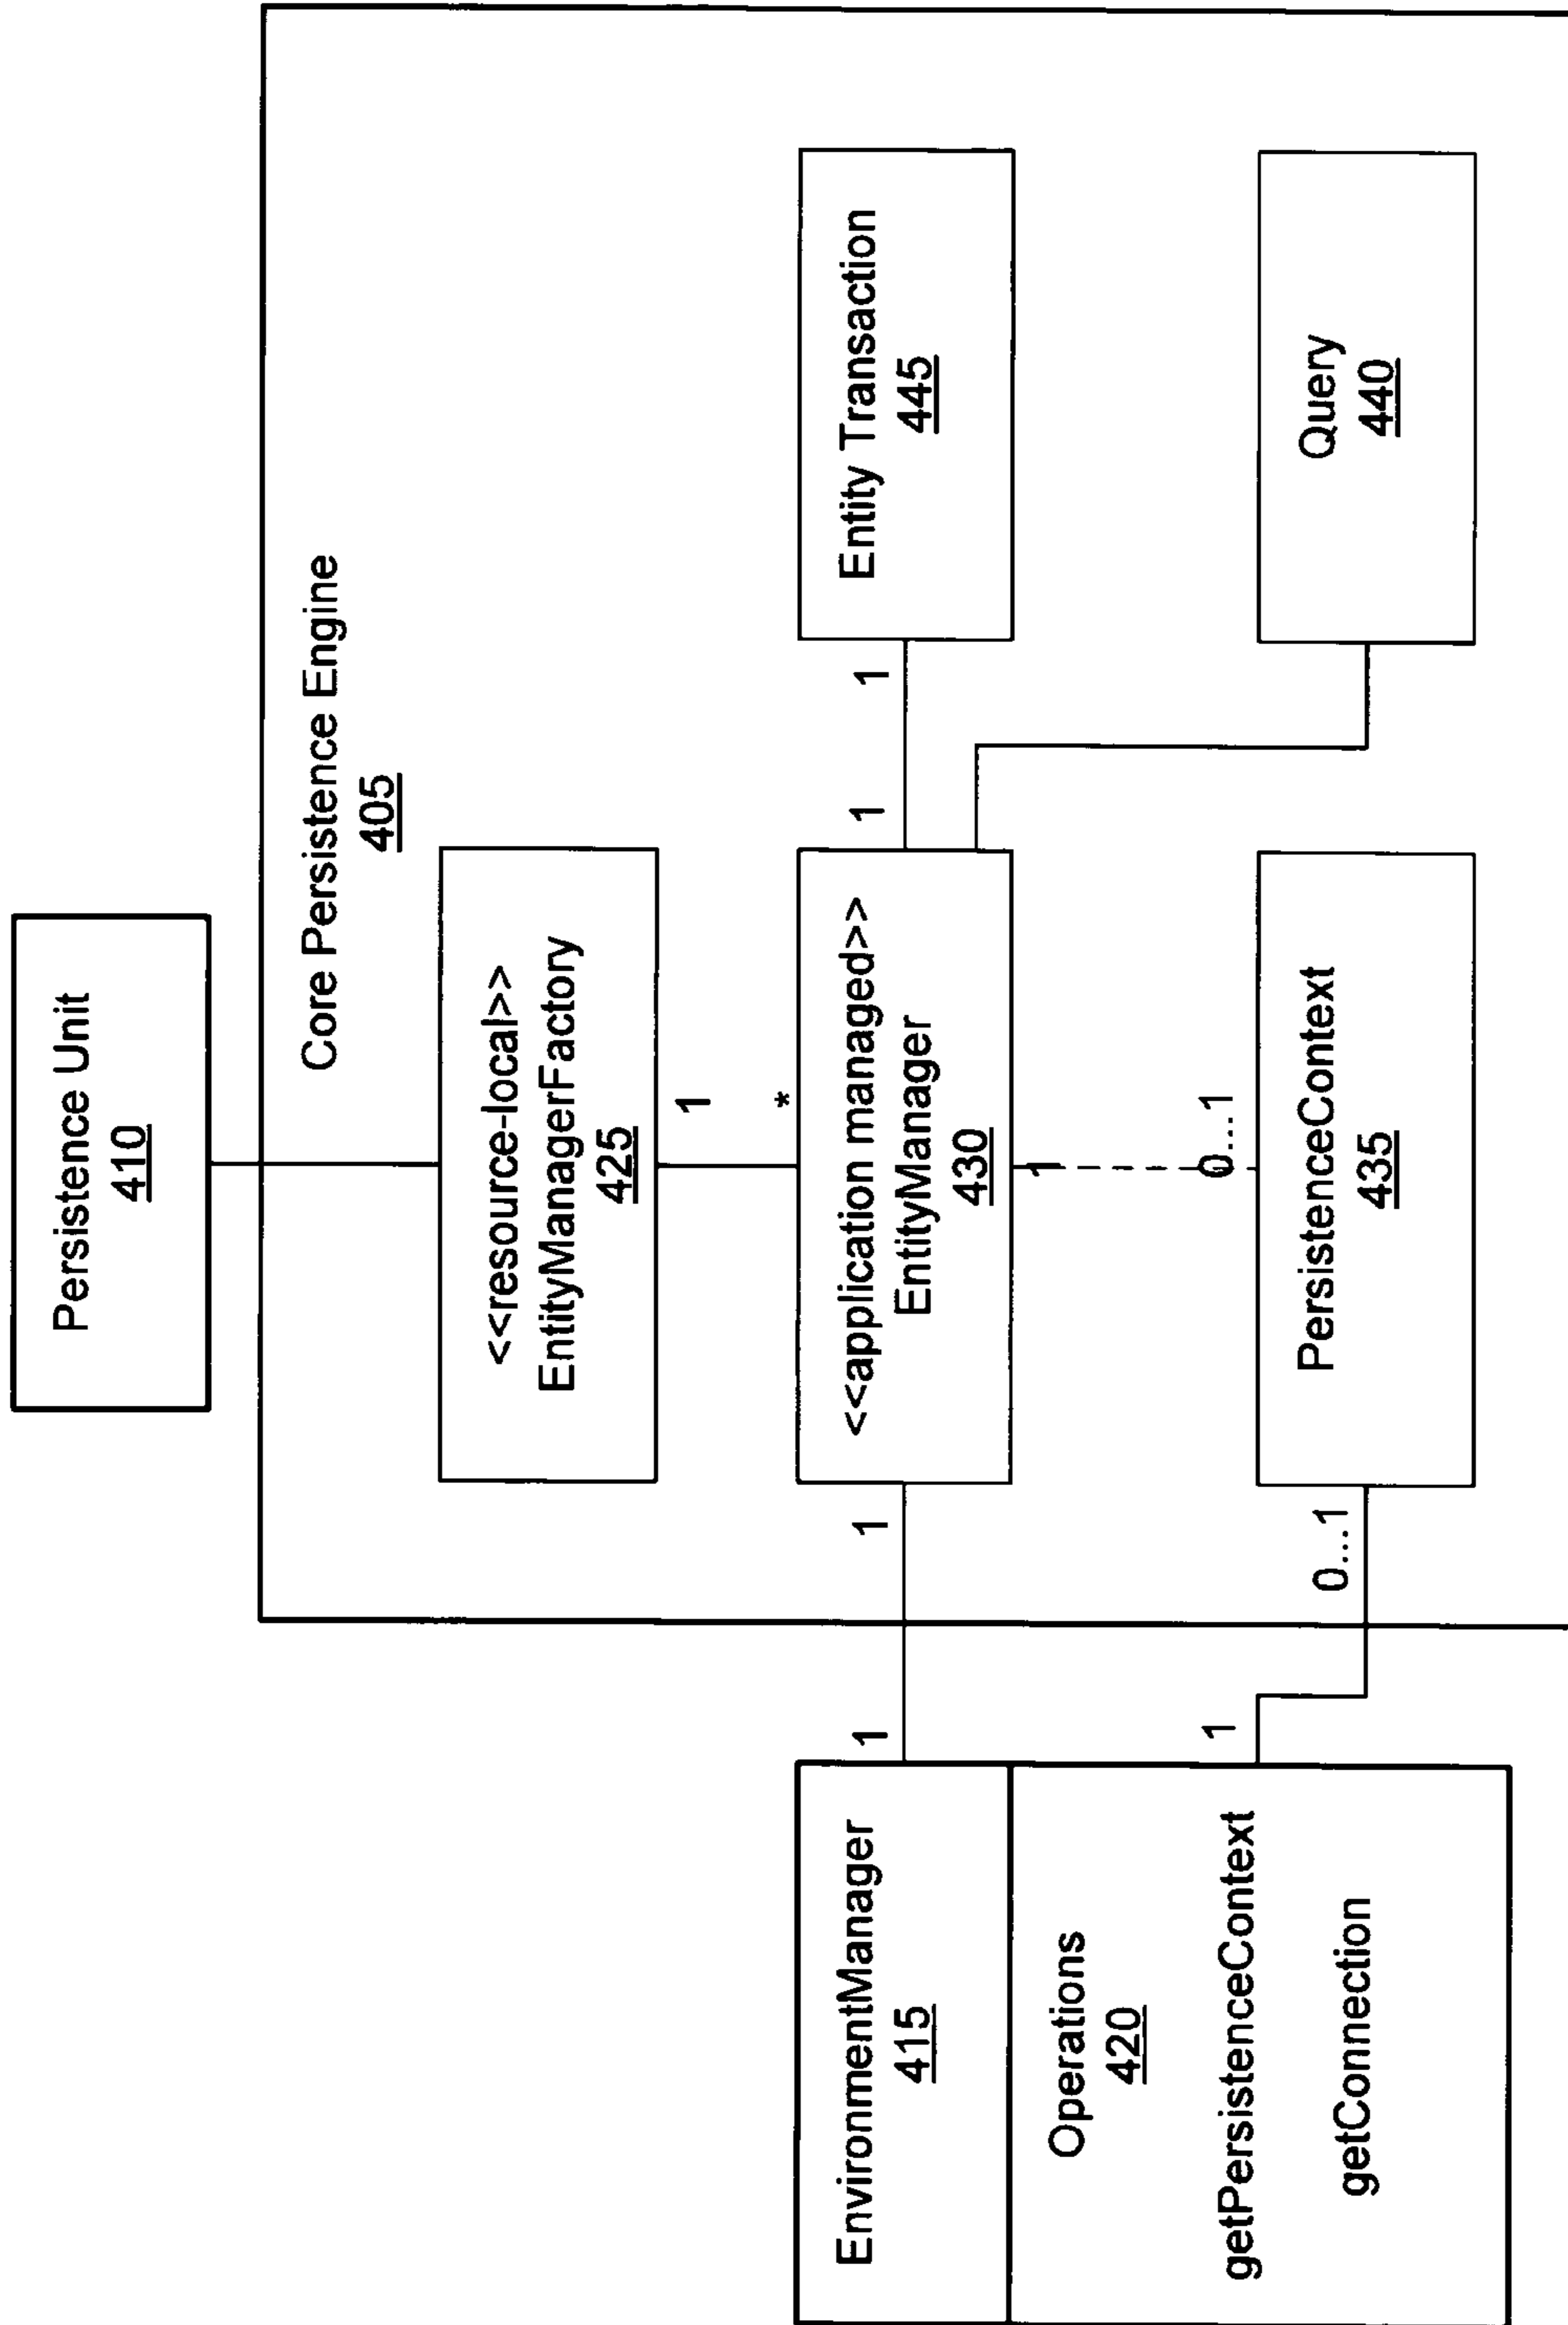 Persistence Unit
410
Core Persistence Engine
405
<<resource-local>>
EntityManagerFactory
425
1
*
EnvironmentManager
415
1
1
<<application managed>>
EntityManager
430
1
1
Entity Transaction
445
1
0...1
Operations
420
getPersistenceContext
getConnection
1
0...1
PersistenceContext
435
Query
440